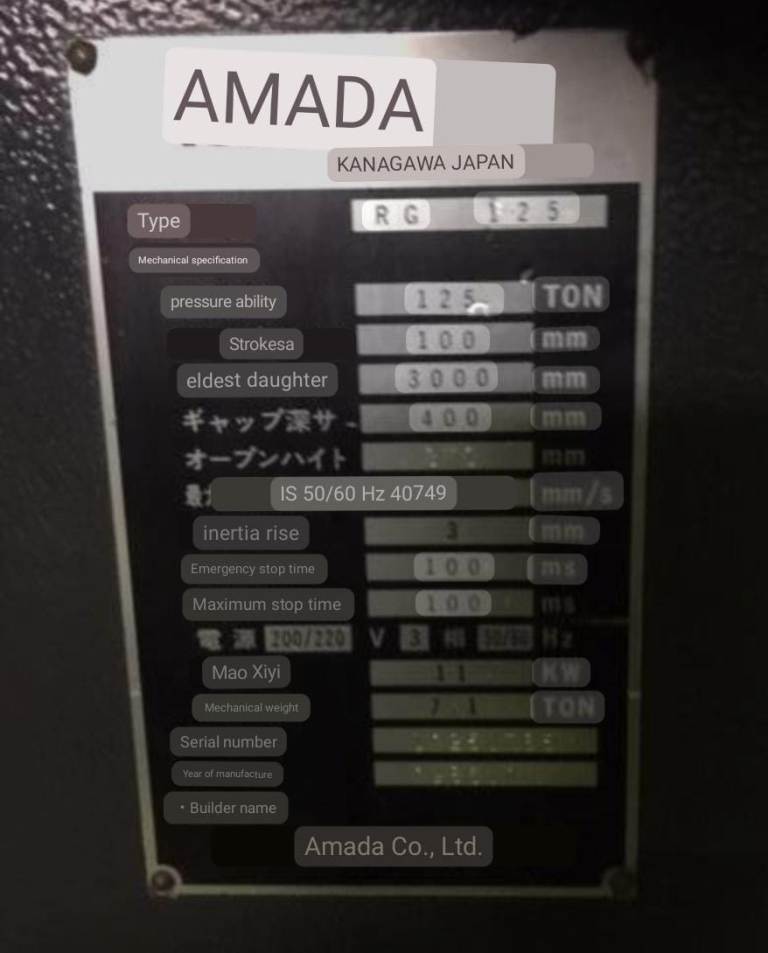 AMADA
KANAGAWA JAPAN
Type RG 125
Mechanical specification
pressure ability 125 TON
Strokesa 100 mm
eldest daughter 3000 mm
ギャップ深サ 400 mm
オープンハイト mm
最 IS 50/60 Hz 40749 mm/s
inertia rise 3 mm
Emergency stop time 100 ms
Maximum stop time 100 ms
電源 200/220 V 3 相 50/60 Hz
Mao Xiyi 11 KW
Mechanical weight 7.1 TON
Serial number
Year of manufacture
• Builder name
Amada Co., Ltd.